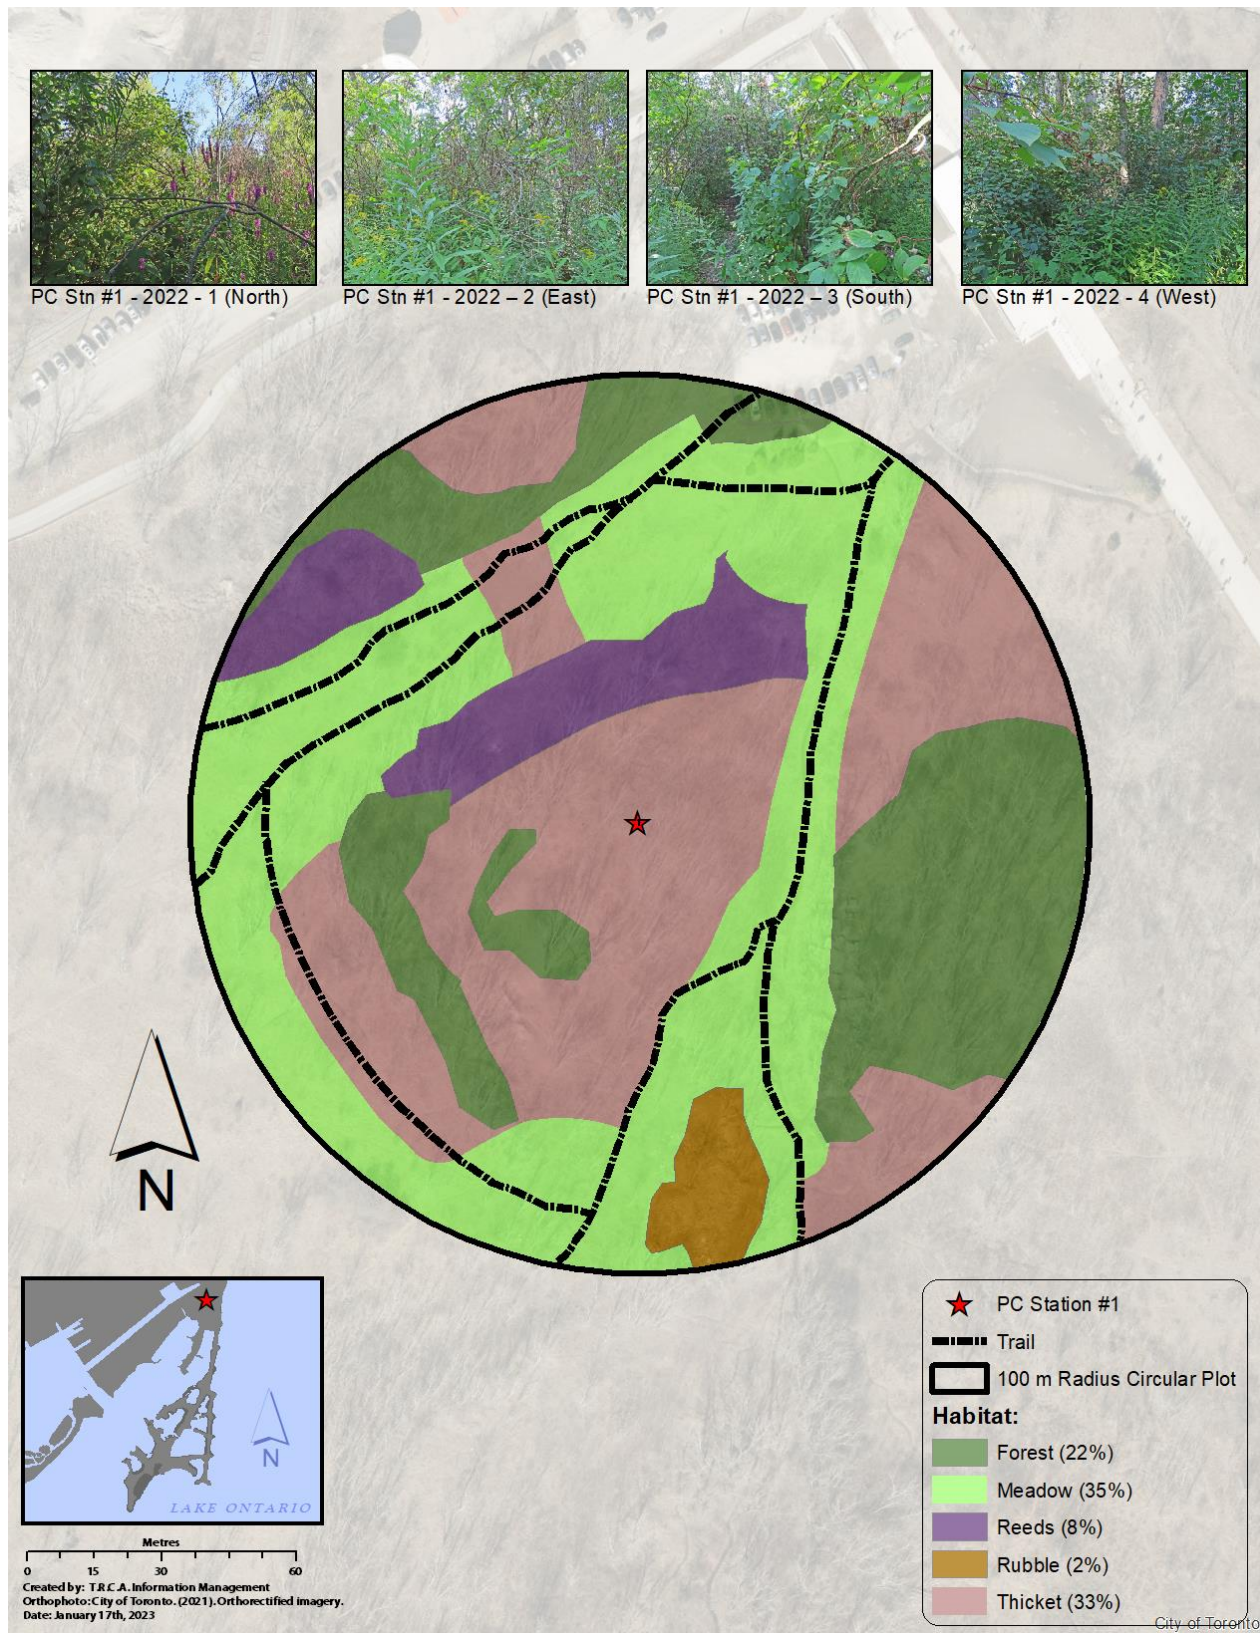 PC Stn #1 - 2022 - 1 (North)
PC Stn #1 - 2022 – 2 (East)
PC Stn #1 - 2022 – 3 (South)
PC Stn #1 - 2022 - 4 (West)
N
N
LAKE ONTARIO
Metres
0 15 30 60
Created by: T.R.C.A. Information Management
Orthophoto: City of Toronto. (2021). Orthorectified imagery.
Date: January 17th, 2023
PC Station #1
Trail
100 m Radius Circular Plot
Habitat:
Forest (22%)
Meadow (35%)
Reeds (8%)
Rubble (2%)
Thicket (33%)
City of Toronto